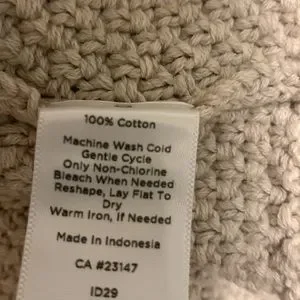 100% Cotton
Machine Wash Cold
Gentle Cycle
Only Non-Chlorine
Bleach When Needed
Reshape, Lay Flat To
Dry
Warm Iron, If Needed
Made In Indonesia
CA #23147
ID29